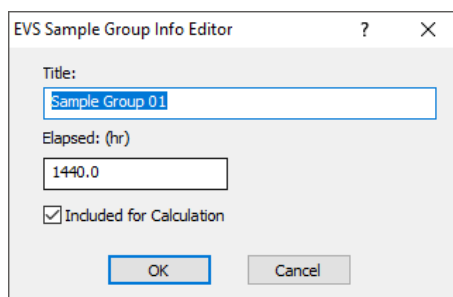 EVS Sample Group Info Editor
Title:
Sample Group 01
Elapsed: (hr)
1440.0
Included for Calculation
OK Cancel